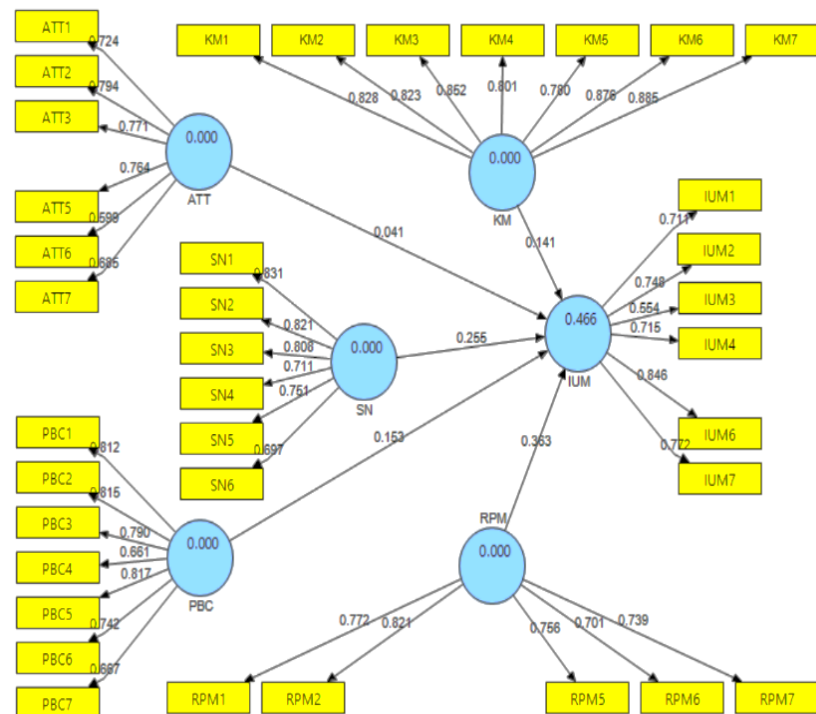 ATT1
ATT2
ATT3
ATT5
ATT6
ATT7
0.724
0.794
0.771
0.764
0.599
0.685
0.000
ATT
KM1
KM2
KM3
KM4
KM5
KM6
KM7
0.828
0.823
0.852
0.801
0.780
0.876
0.885
0.000
KM
0.041
0.141
SN1
SN2
SN3
SN4
SN5
SN6
0.831
0.821
0.808
0.711
0.751
0.697
0.000
SN
0.255
0.466
IUM
IUM1
IUM2
IUM3
IUM4
IUM6
IUM7
0.711
0.748
0.554
0.715
0.846
0.772
PBC1
PBC2
PBC3
PBC4
PBC5
PBC6
PBC7
0.812
0.815
0.790
0.661
0.817
0.742
0.667
0.000
PBC
0.153
0.363
RPM
0.000
0.772
0.821
0.756
0.701
0.739
RPM1
RPM2
RPM5
RPM6
RPM7